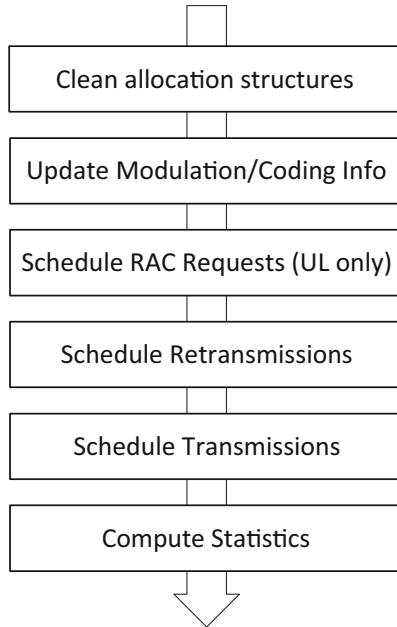 Clean allocation structures
Update Modulation/Coding Info
Schedule RAC Requests (UL only)
Schedule Retransmissions
Schedule Transmissions
Compute Statistics